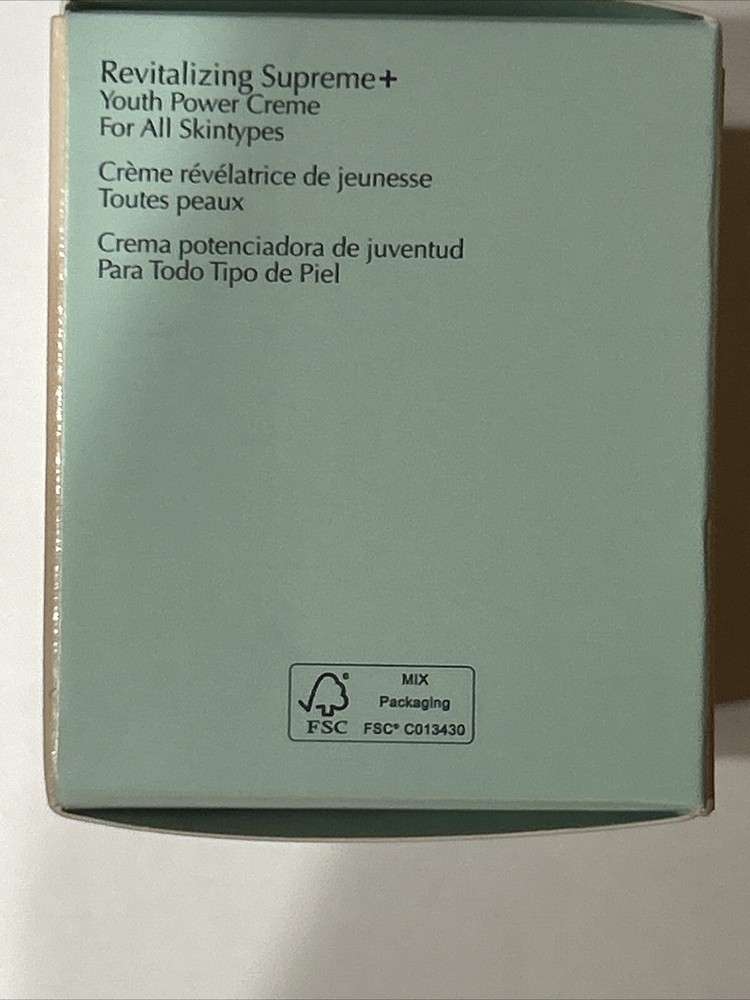 Revitalizing Supreme+
Youth Power Creme
For All Skintypes
Crème révélatrice de jeunesse
Toutes peaux
Crema potenciadora de juventud
Para Todo Tipo de Piel
MIX
Packaging
FSC FSC® C013430